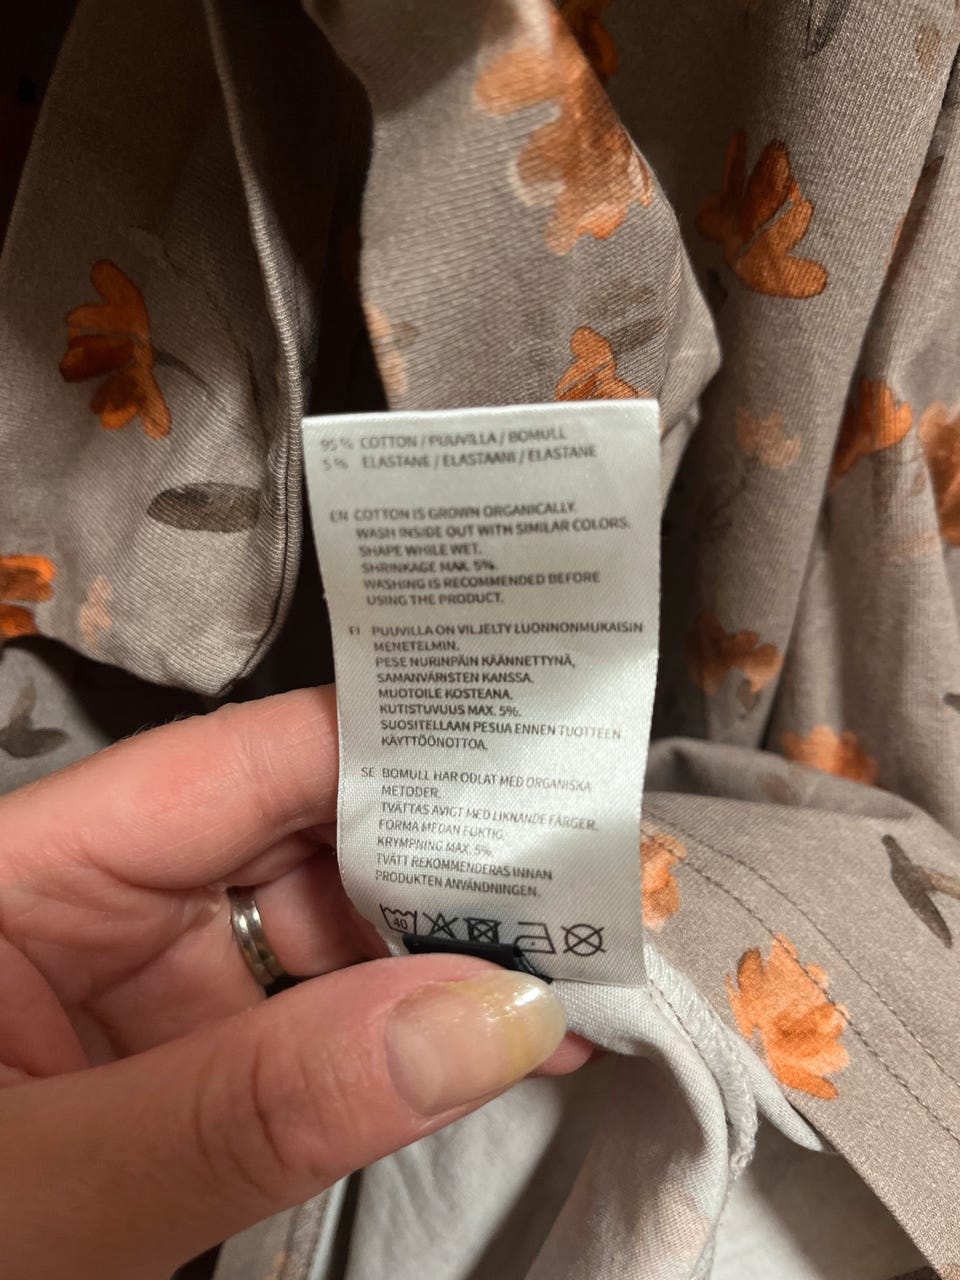 95 % COTTON / PUUVILLA / BOMULL
5 % ELASTANE / ELASTAANI / ELASTANE
EN COTTON IS GROWN ORGANICALLY.
WASH INSIDE OUT WITH SIMILAR COLORS.
SHAPE WHILE WET.
SHRINKAGE MAX. 5%.
WASHING IS RECOMMENDED BEFORE
USING THE PRODUCT.
FI PUUVILLA ON VILJELTY LUONNONMUKAISIN
MENETELMIN.
PESE NURINPÄIN KÄÄNNETTYNÄ,
SAMANVÄRISTEN KANSSA.
MUOTOILE KOSTEANA.
KUTISTUVUUS MAX. 5%.
SUOSITELLAAN PESUA ENNEN TUOTTEEN
KÄYTTÖÖNOTTOA.
SE BOMULL HAR ODLAT MED ORGANISKA
METODER.
TVÄTTAS AVIGT MED LIKNANDE FÄRGER.
FORMA MEDAN FUKTIG.
KRYMPNING MAX. 5%.
TVÄTT REKOMMENDERAS INNAN
PRODUKTEN ANVÄNDNINGEN.
40